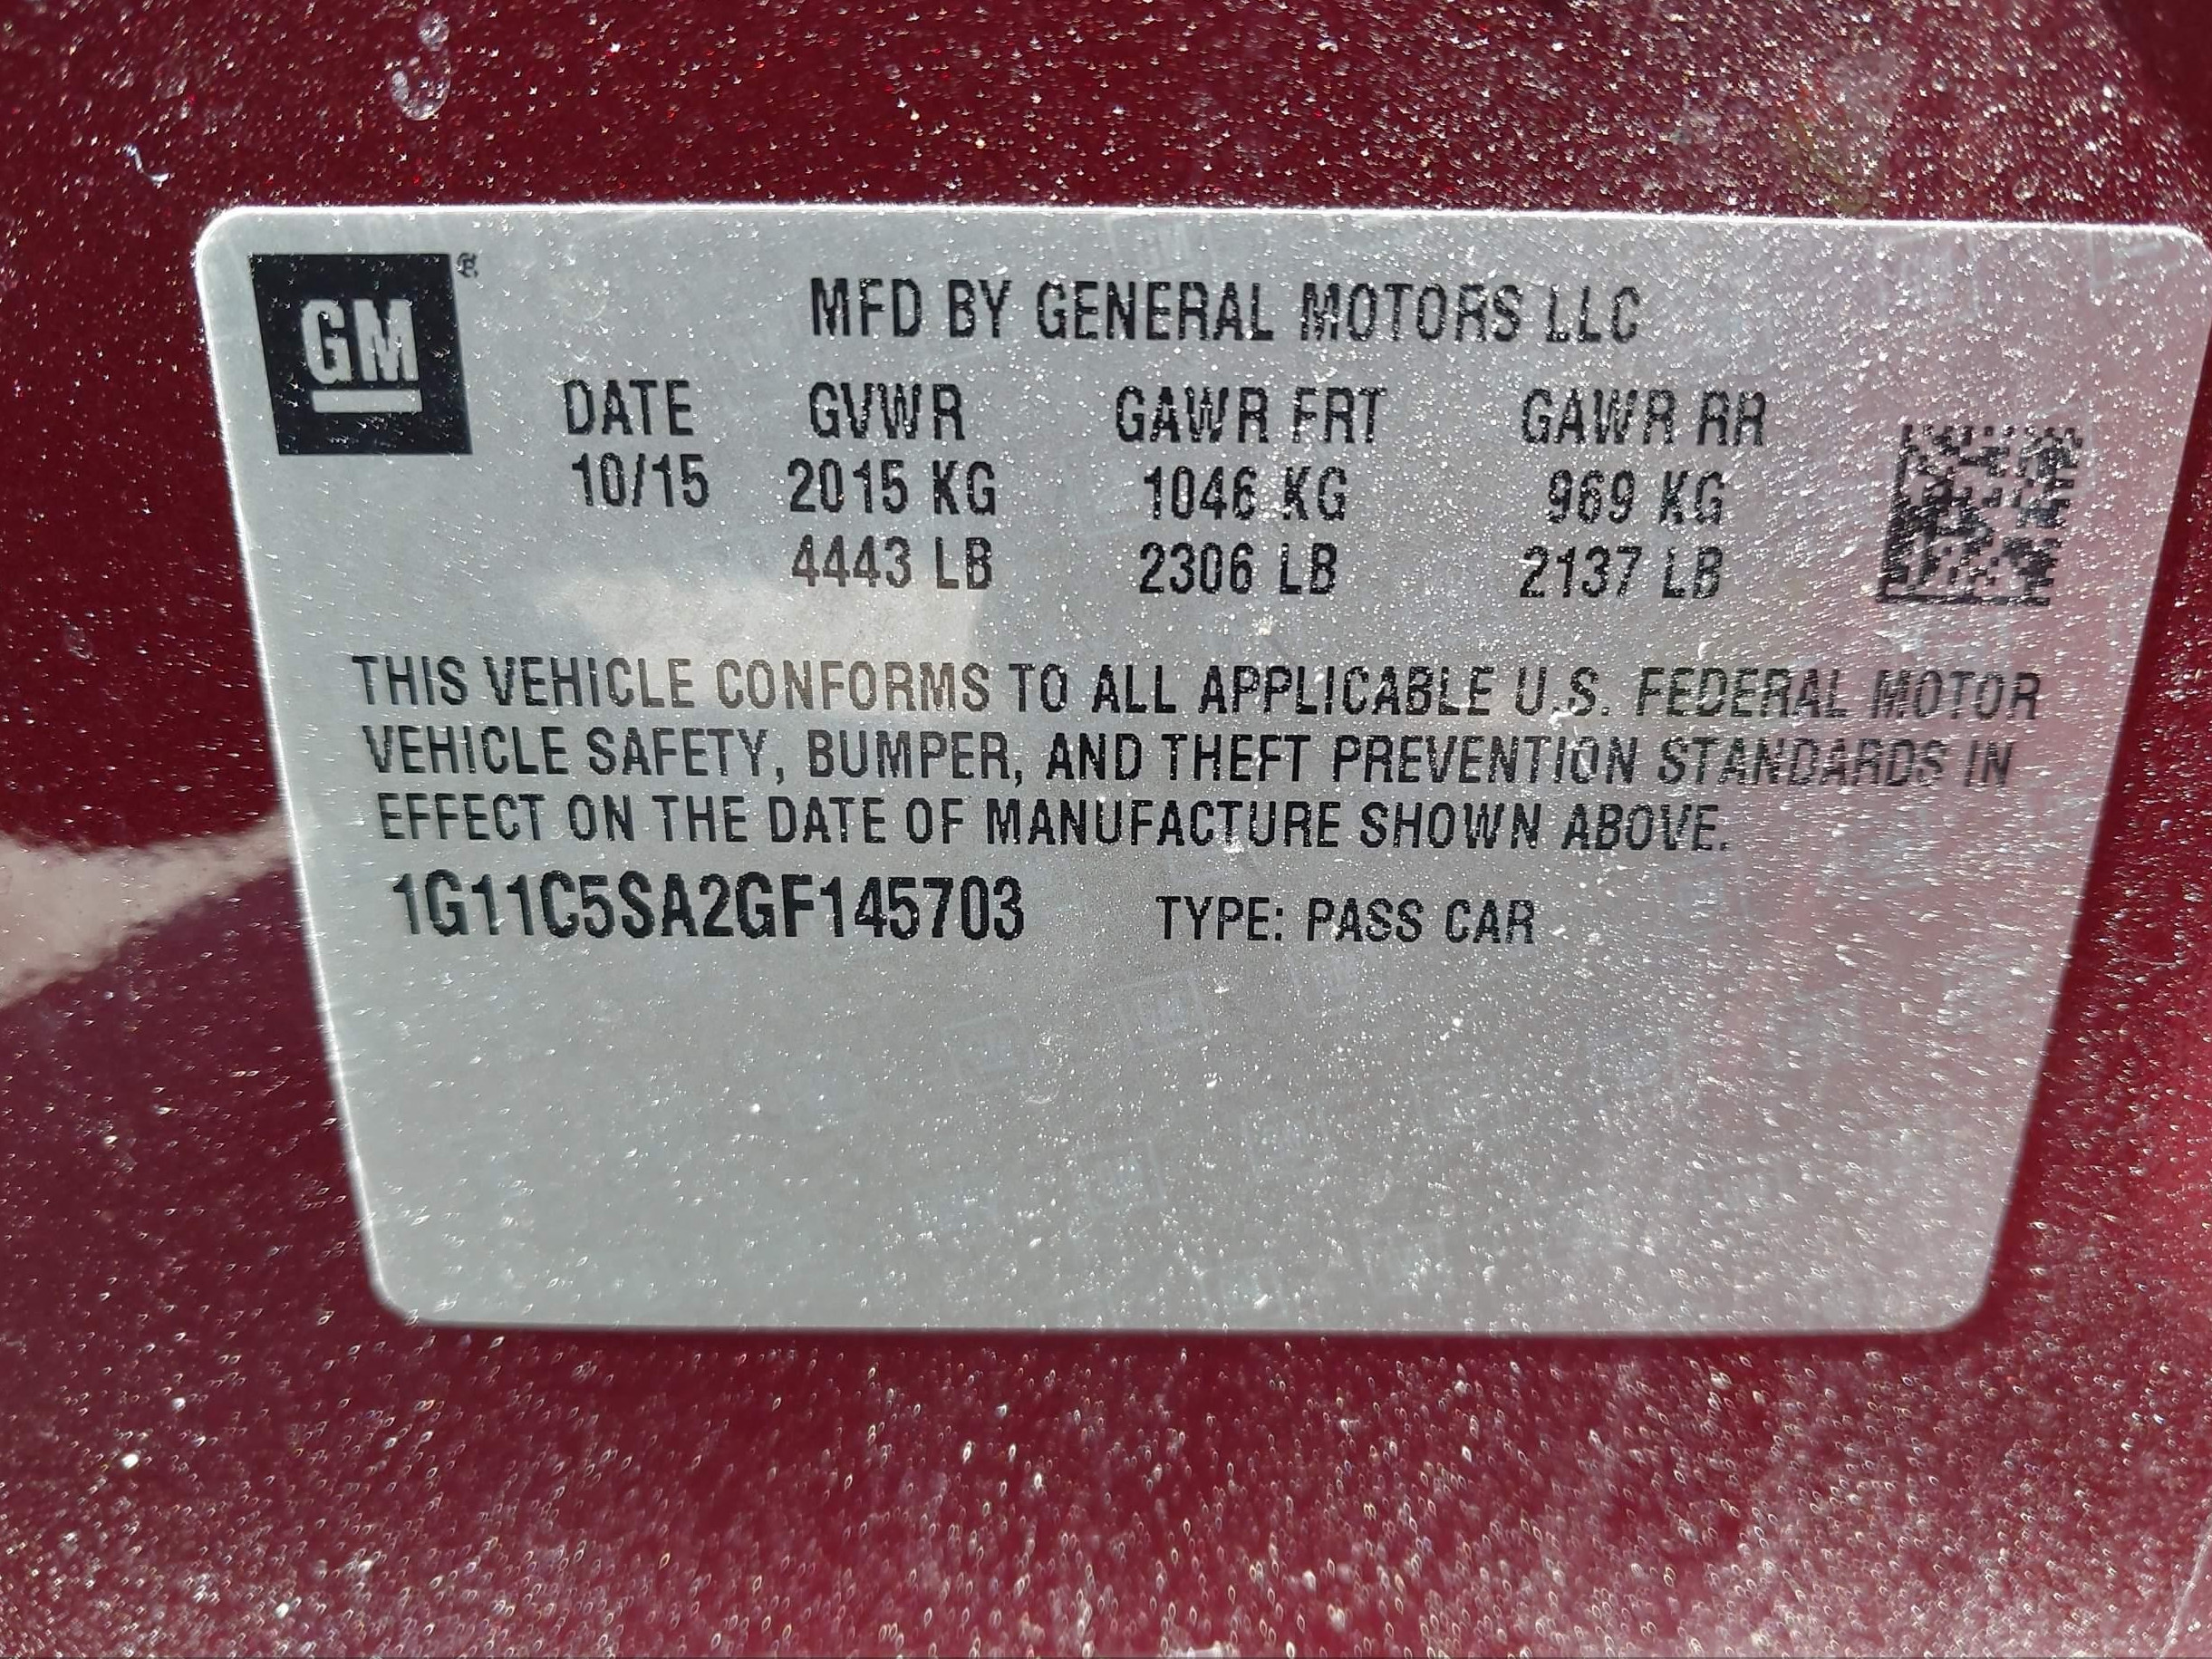 GM
MFD BY GENERAL MOTORS LLC
DATE GVWR GAWR FRT GAWR RR
10/15 2015 KG 1046 KG 969 KG
4443 LB 2306 LB 2137 LB
THIS VEHICLE CONFORMS TO ALL APPLICABLE U.S. FEDERAL MOTOR
VEHICLE SAFETY, BUMPER, AND THEFT PREVENTION STANDARDS IN
EFFECT ON THE DATE OF MANUFACTURE SHOWN ABOVE.
1G11C5SA2GF145703 TYPE: PASS CAR